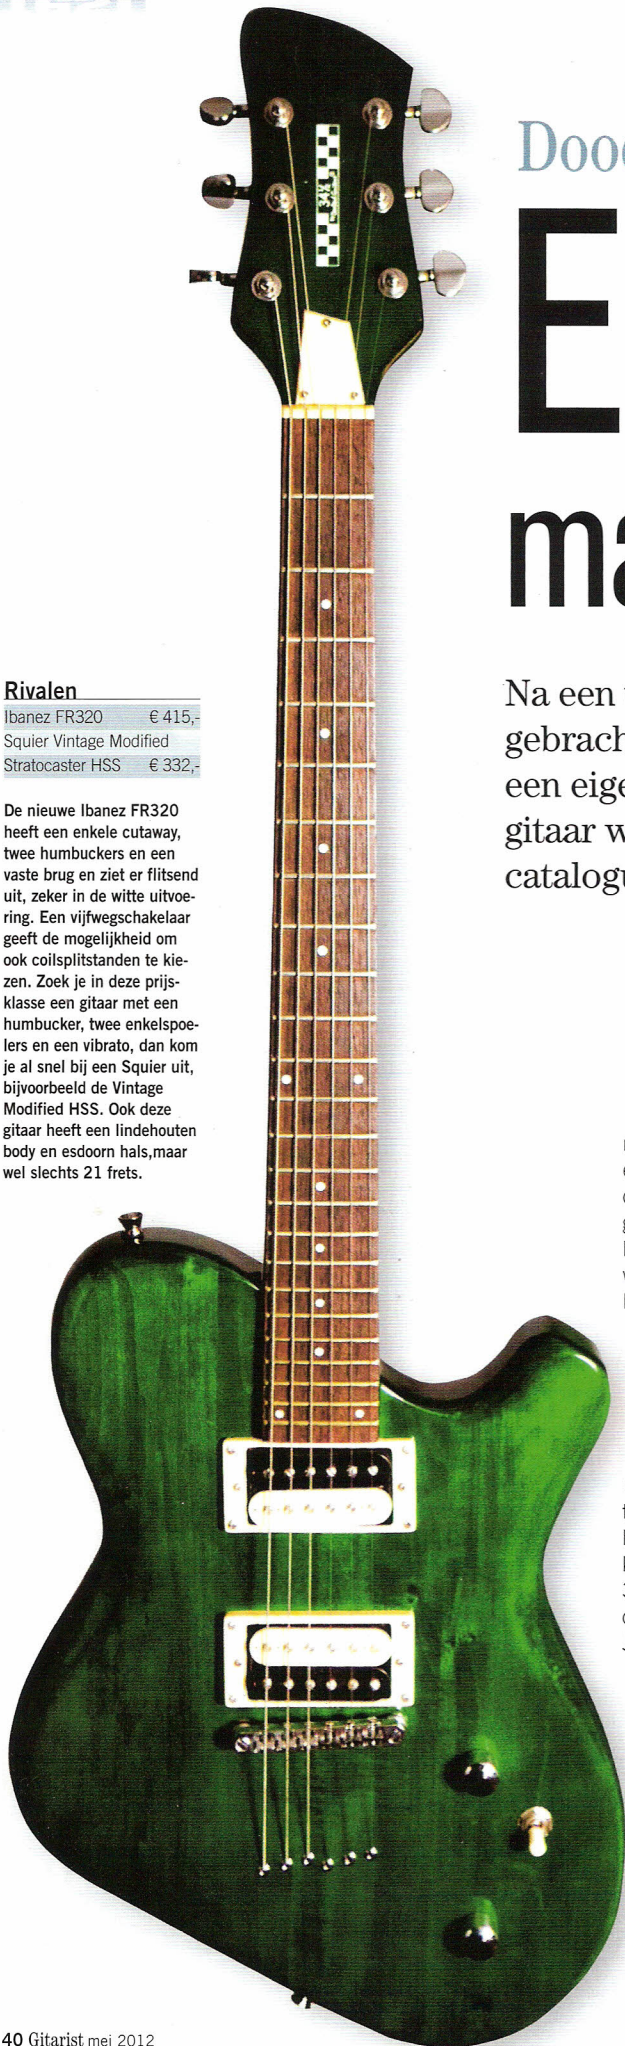 Dood
E
ma
Na een
gebrach
een eige
gitaar w
catalogu
Rivalen
Ibanez FR320 € 415,-
Squier Vintage Modified
Stratocaster HSS € 332,-
De nieuwe Ibanez FR320
heeft een enkele cutaway,
twee humbuckers en een
vaste brug en ziet er flitsend
uit, zeker in de witte uitvoe-
ring. Een vijfwegschakelaar
geeft de mogelijkheid om
ook coilsplitstanden te kie-
zen. Zoek je in deze prijs-
klasse een gitaar met een
humbucker, twee enkelspoe-
lers en een vibrato, dan kom
je al snel bij een Squier uit,
bijvoorbeeld de Vintage
Modified HSS. Ook deze
gitaar heeft een lindehouten
body en esdoorn hals,maar
wel slechts 21 frets.
40 Gitarist mei 2012